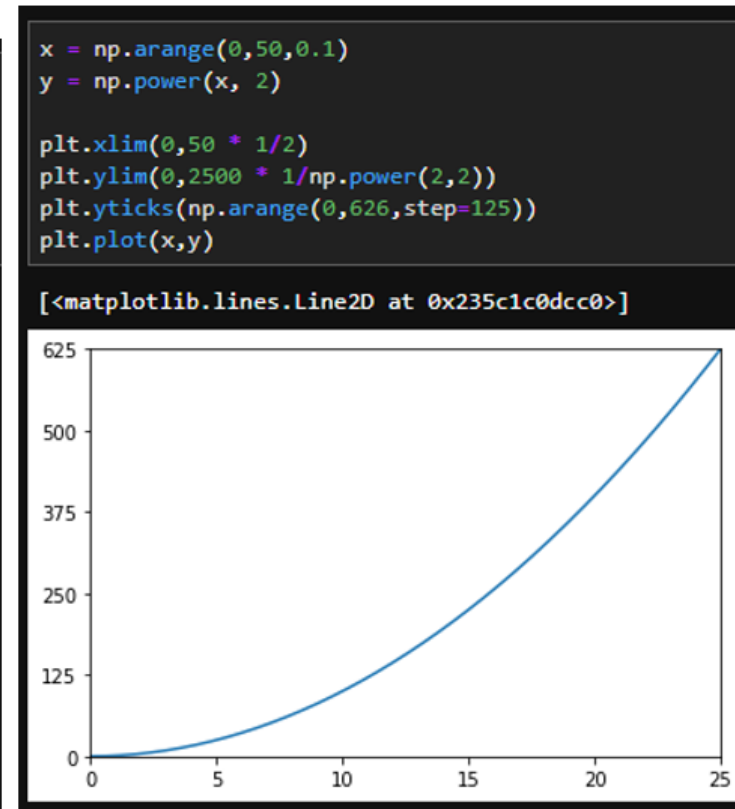 x = np.arange(0,50,0.1)
y = np.power(x, 2)
plt.xlim(0,50 * 1/2)
plt.ylim(0,2500 * 1/np.power(2,2))
plt.yticks(np.arange(0,626,step=125))
plt.plot(x,y)
[<matplotlib.lines.Line2D at 0x235c1c0dcc0>]
625
500
375
250
125
0
0 5 10 15 20 25